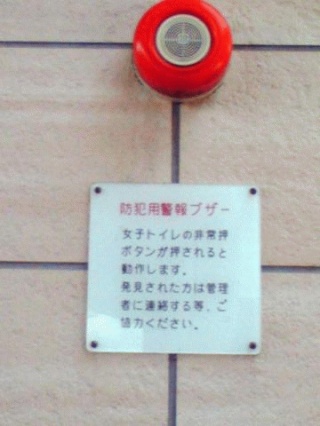 防犯用警報ブザー
女子トイレの非常押
ボタンが押されると
動作します。
発見された方は管理
者に連絡する等、ご
協力ください。